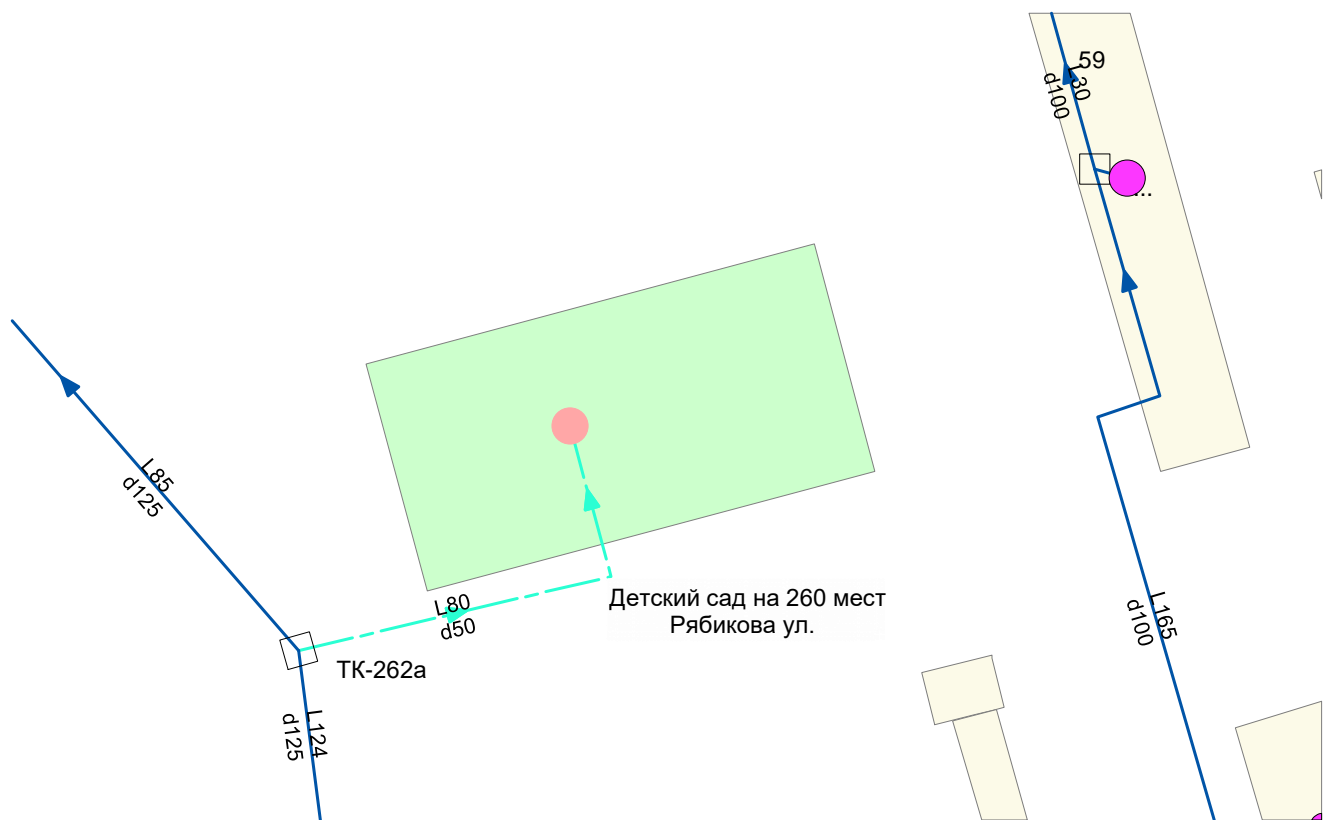 59
L30
d100
...
L85
d125
L80
d50
Детский сад на 260 мест
Рябикова ул.
ТК-262а
L124
d125
L165
d100